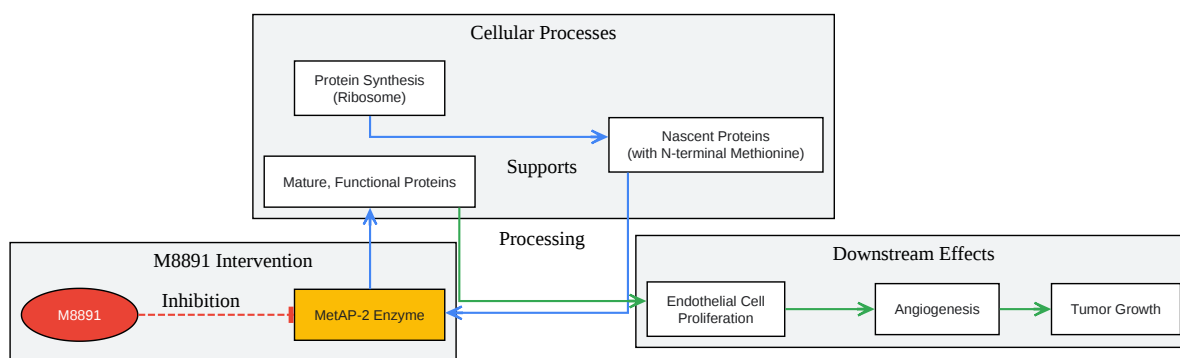 Cellular Processes
Protein Synthesis
(Ribosome)
Nascent Proteins
(with N-terminal Methionine)
Supports
Mature, Functional Proteins
Processing
M8891 Intervention
Inhibition
M8891
MetAP-2 Enzyme
Downstream Effects
Endothelial Cell
Proliferation
Angiogenesis
Tumor Growth